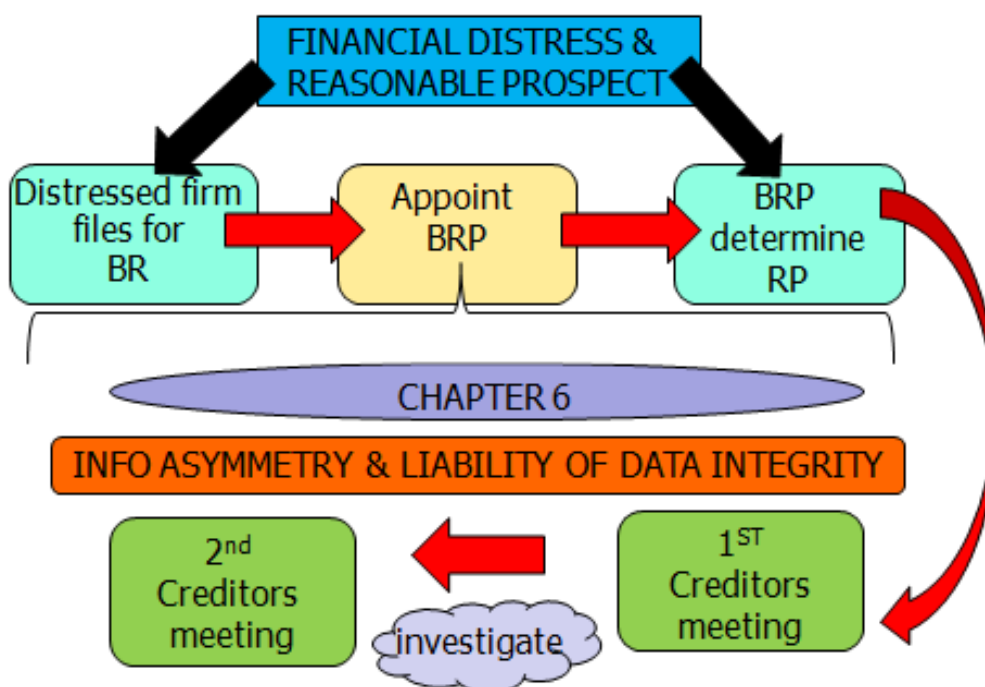 FINANCIAL DISTRESS &
REASONABLE PROSPECT
Distressed firm
files for
BR
Appoint
BRP
BRP
determine
RP
CHAPTER 6
INFO ASYMMETRY & LIABILITY OF DATA INTEGRITY
1ST
Creditors
meeting
investigate
2nd
Creditors
meeting